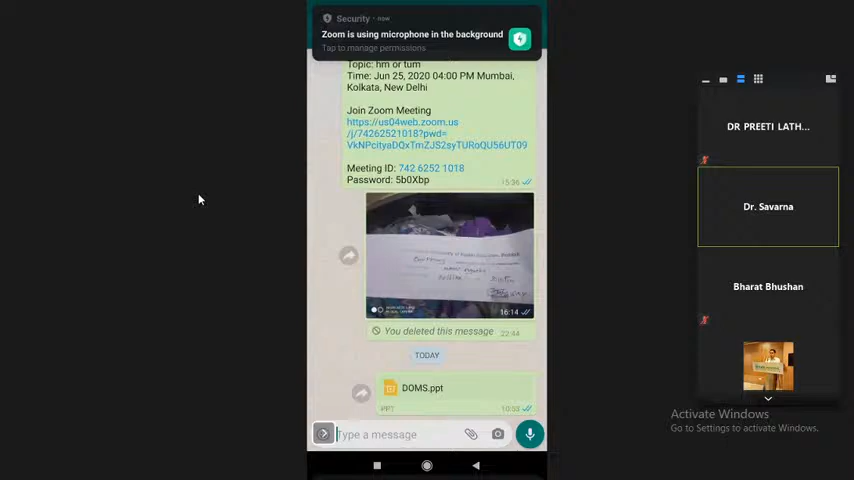 Security • now
Zoom is using microphone in the background
Tap to manage permissions
Topic: hm or tum
Time: Jun 25, 2020 04:00 PM Mumbai,
Kolkata, New Delhi
Join Zoom Meeting
https://us04web.zoom.us
/j/74262521018?pwd=
VkNPcityaDQxTmZJS2syTURoQU56UT09
Meeting ID: 742 6252 1018
Password: 5b0Xbp
15:36
16:14
You deleted this message 22:44
TODAY
DOMS.ppt
PPT
10:53
Type a message
DR PREETI LATH...
Dr. Savarna
Bharat Bhushan
Activate Windows
Go to Settings to activate Windows.